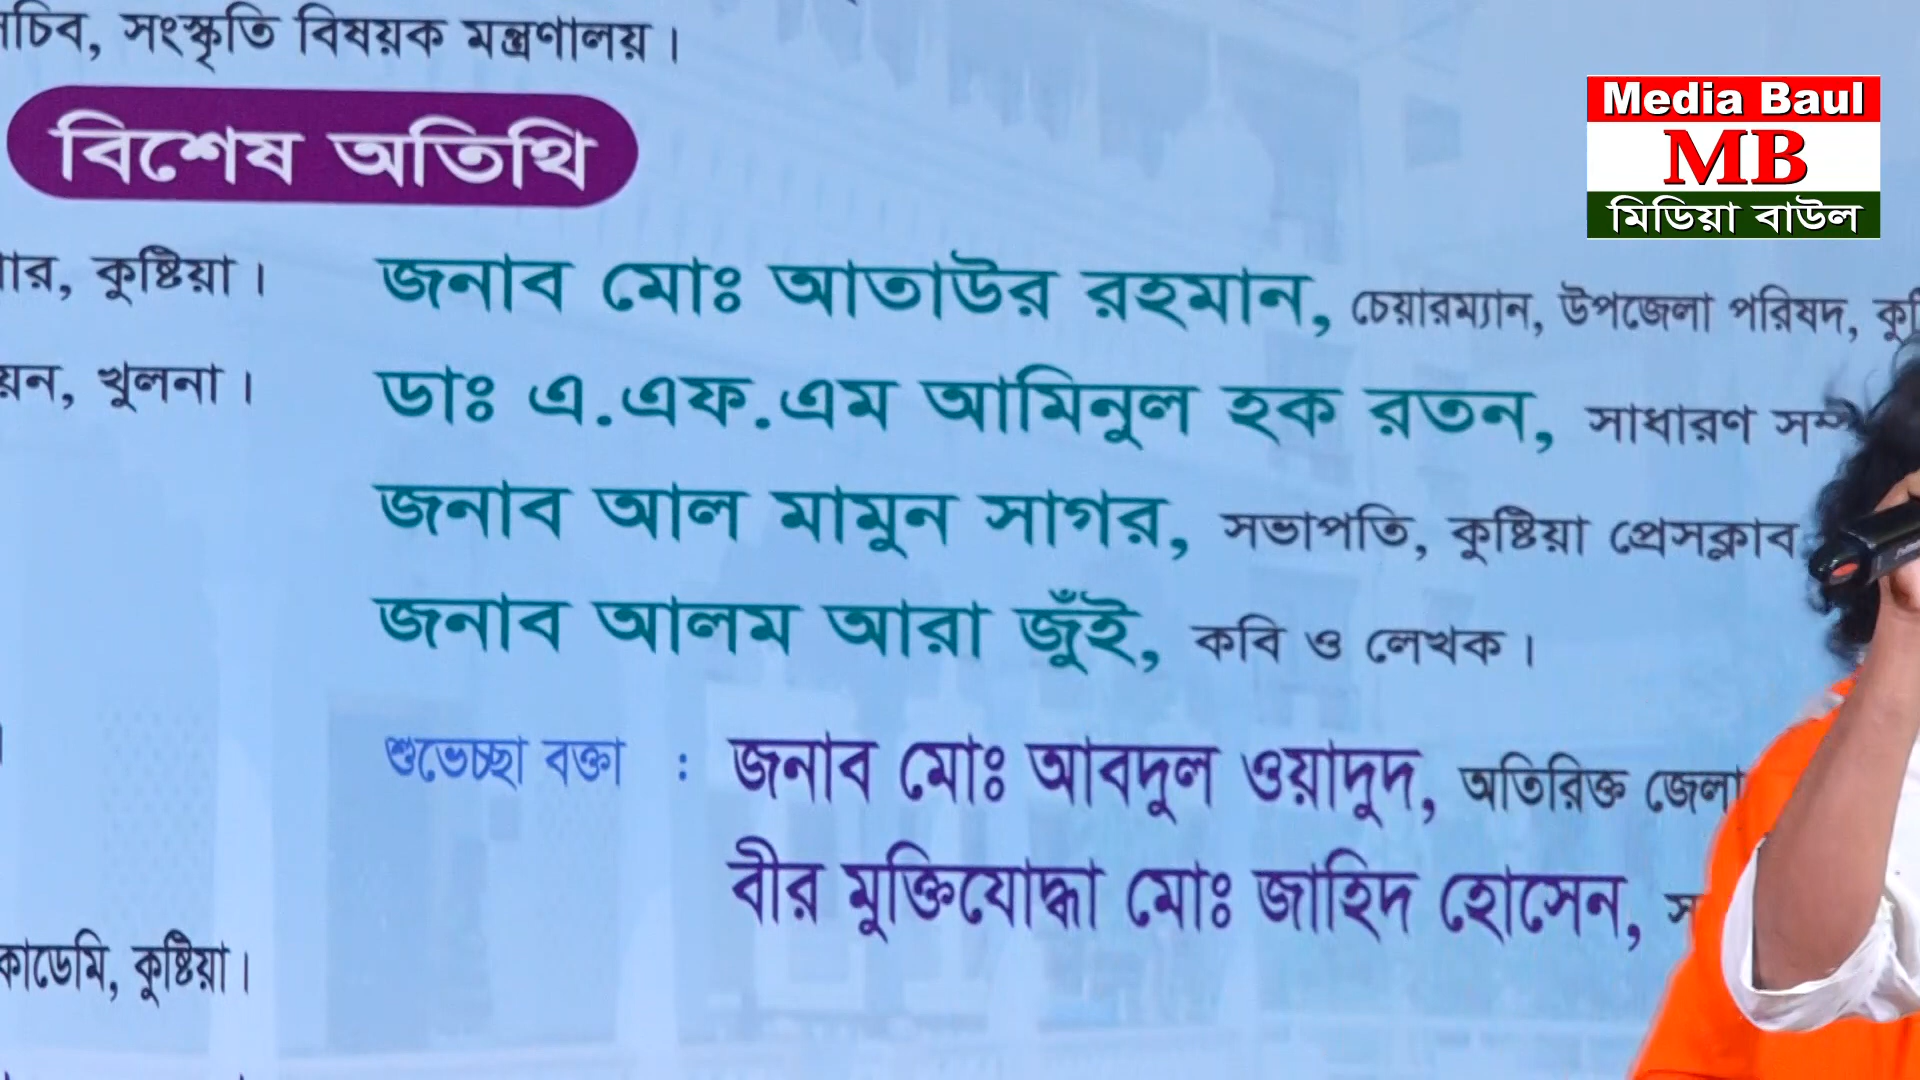 সংস্কৃতি বিষয়ক মন্ত্রণালয়।
বিশেষ অতিথি
Media Baul
MB
মিডিয়া বাউল
কুষ্টিয়া। জনাব মোঃ আতাউর রহমান, চেয়ারম্যান, উপজেলা পরিষদ,
খুলনা। ডাঃ এ.এফ.এম আমিনুল হক রতন, সাধারণ
জনাব আল মামুন সাগর, সভাপতি, কুষ্টিয়া প্রেসক্লাব
জনাব আলম আরা জুঁই, কবি ও লেখক।
শুভেচ্ছা বক্তা : জনাব মোঃ আবদুল ওয়াদুদ, অতিরিক্ত জেলা
বীর মুক্তিযোদ্ধা মোঃ জাহিদ হোসেন,
কুষ্টিয়া।